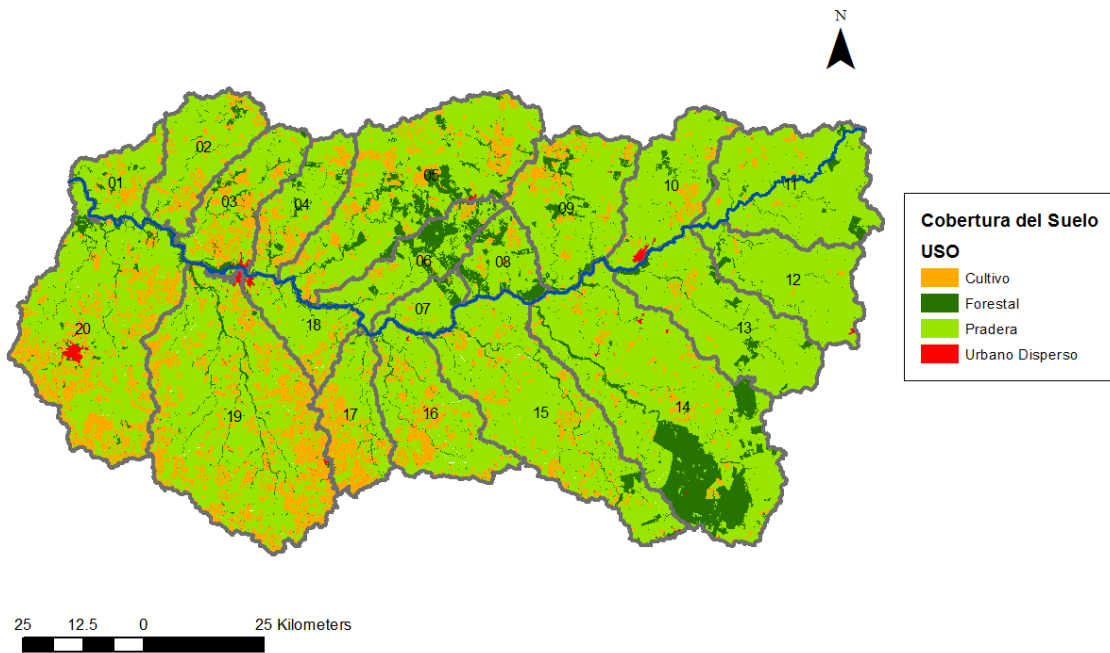 N
02
01
03
04
05
10
11
09
06
08
12
07
18
13
20
14
19
17
16
15
Cobertura del Suelo
USO
Cultivo
Forestal
Pradera
Urbano Disperso
25 12.5 0 25 Kilometers